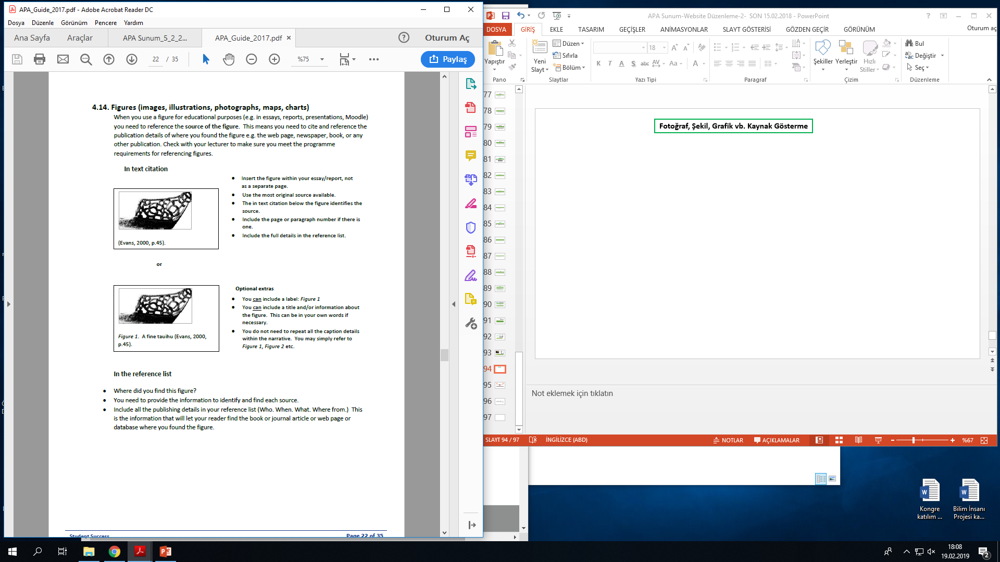 APA_Guide_2017.pdf - Adobe Acrobat Reader DC
Dosya Düzenle Görünüm Pencere Yardım
Ana Sayfa Araçlar APA Sunum_5_2_2... APA_Guide_2017.pdf × Oturum Aç
22 / 35 %75 Paylaş
4.14. Figures (images, illustrations, photographs, maps, charts)
When you use a figure for educational purposes (e.g. in essays, reports, presentations, Moodle)
you need to reference the source of the figure. This means you need to cite and reference the
publication details of where you found the figure e.g. the web page, newspaper, book, or any
other publication. Check with your lecturer to make sure you meet the programme
requirements for referencing figures.
In text citation
• Insert the figure within your essay/report, not
as a separate page.
• Use the most original source available.
• The in text citation below the figure identifies the
source.
• Include the page or paragraph number if there is
one.
• Include the full details in the reference list.
(Evans, 2000, p.45).
or
Optional extras
• You can include a label: Figure 1
• You can include a title and/or information about
the figure. This can be in your own words if
necessary.
• You do not need to repeat all the caption details
within the narrative. You may simply refer to
Figure 1, Figure 2 etc.
Figure 1. A fine tauihu (Evans, 2000,
p.45).
In the reference list
• Where did you find this figure?
• You need to provide the information to identify and find each source.
• Include all the publishing details in your reference list (Who. When. What. Where from.) This
is the information that will let your reader find the book or journal article or web page or
database where you found the figure.
Student Success Page 22 of 35
APA Sunum-Website Düzenleme-2- SON 15.02.2018 - PowerPoint
DOSYA GİRİŞ EKLE TASARIM GEÇİŞLER ANİMASYONLAR SLAYT GÖSTERİSİ GÖZDEN GEÇİR GÖRÜNÜM Oturum aç
Yapıştır
Pano
Yeni
Slayt
Düzen
Sıfırla
Bölüm
Slaytlar
18
K T A S abc AV Aa A
Yazı Tipi
Paragraf
Şekiller Yerleştir Hızlı
Stiller
Çizim
Bul
Değiştir
Seç
Düzenleme
77
78
79
80
81
82
83
84
85
86
87
88
89
90
91
92
93
94
95
96
97
Fotoğraf, Şekil, Grafik vb. Kaynak Gösterme
Not eklemek için tıklatın
SLAYT 94 / 97 İNGİLİZCE (ABD) NOTLAR AÇIKLAMALAR %67
Kongre
katılım ...
Bilim İnsanı
Projesi ka...
18:08
19.02.2019
2